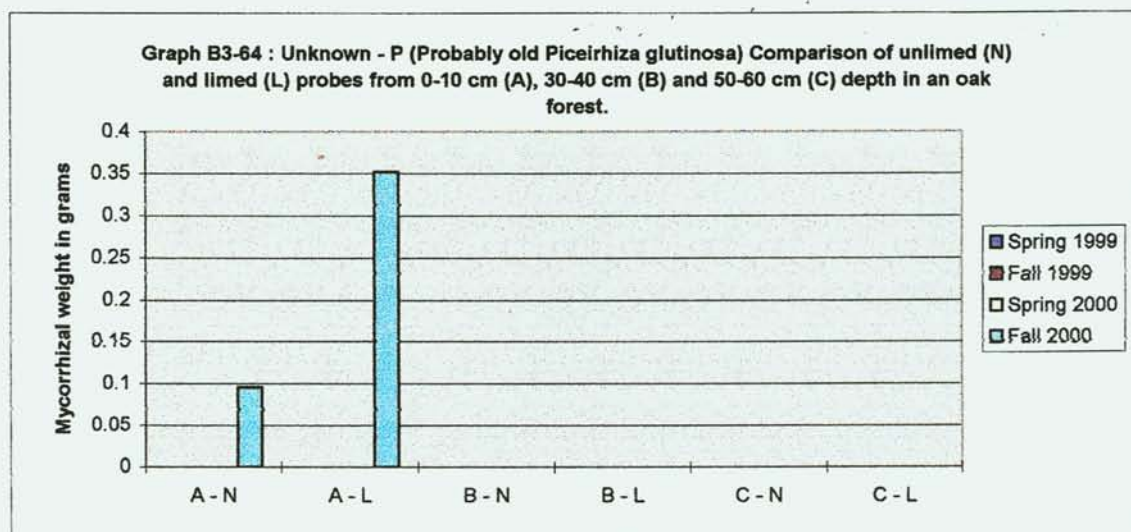 Graph B3-64 : Unknown - P (Probably old Piceirhiza glutinosa) Comparison of unlimed (N)
and limed (L) probes from 0-10 cm (A), 30-40 cm (B) and 50-60 cm (C) depth in an oak
forest.
Mycorrhizal weight in grams
0.4
0.35
0.3
0.25
0.2
0.15
0.1
0.05
0
A - N
A - L
B - N
B - L
C - N
C - L
Spring 1999
Fall 1999
Spring 2000
Fall 2000